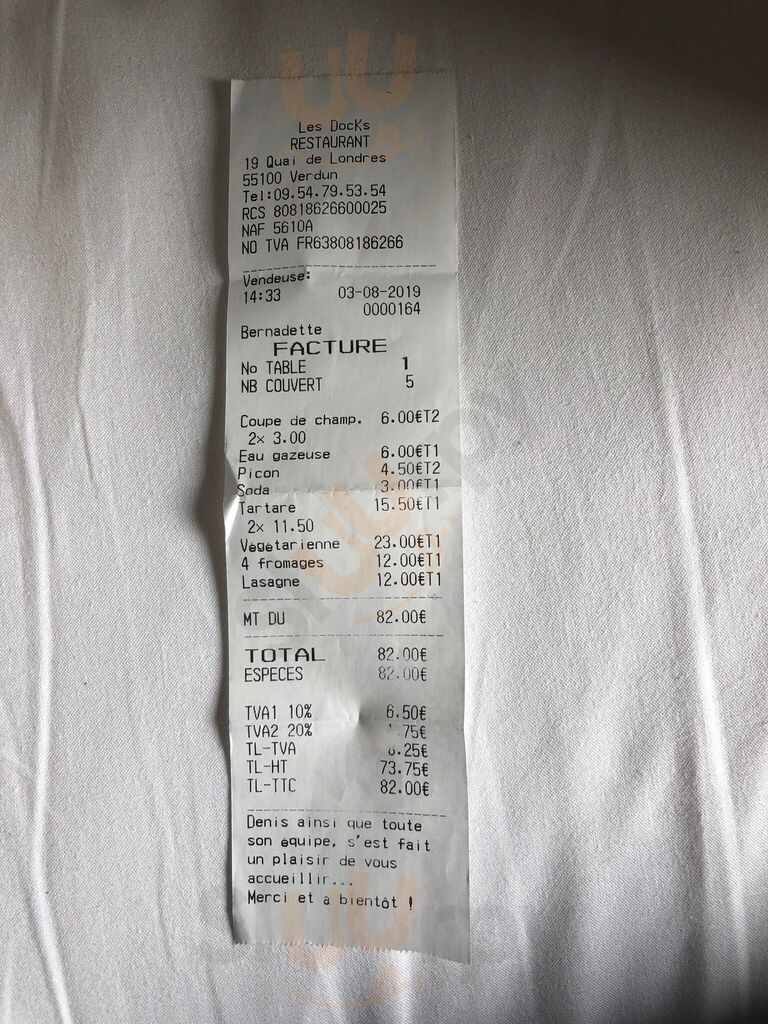 Les Docks
RESTAURANT
19 Quai de Londres
55100 Verdun
Tel:09.54.79.53.54
RCS 80818626600025
NAF 5610A
NO TVA FR63808186266
Vendeuse:
14:33 03-08-2019
0000164
Bernadette
FACTURE
No TABLE 1
NB COUVERT 5
Coupe de champ. 6.00€T2
2x 3.00
Eau gazeuse 6.00€T1
Picon 4.50€T2
Soda 3.00€T1
Tartare 15.50€T1
2x 11.50
Végétarienne 23.00€T1
4 fromages 12.00€T1
Lasagne 12.00€T1
MT DU 82.00€
TOTAL 82.00€
ESPECES 82.00€
TVA1 10% 6.50€
TVA2 20% 1.75€
TL-TVA 8.25€
TL-HT 73.75€
TL-TTC 82.00€
Denis ainsi que toute
son équipe, s'est fait
un plaisir de vous
accueillir...
Merci et à bientôt !